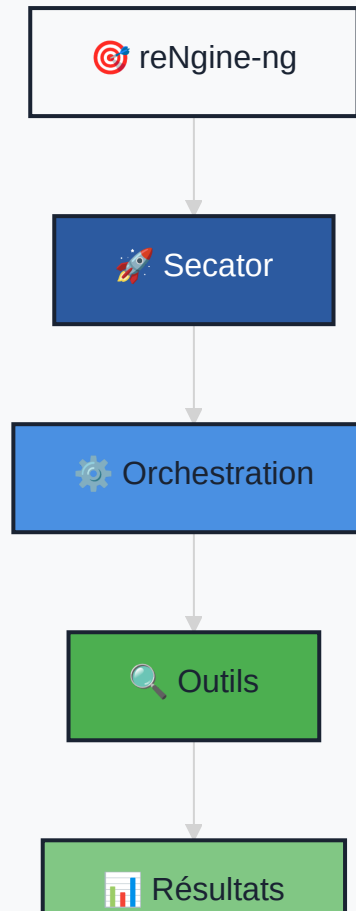 🎯 reNgine-ng
🚀 Secator
⚙️ Orchestration
🔍 Outils
📊 Résultats